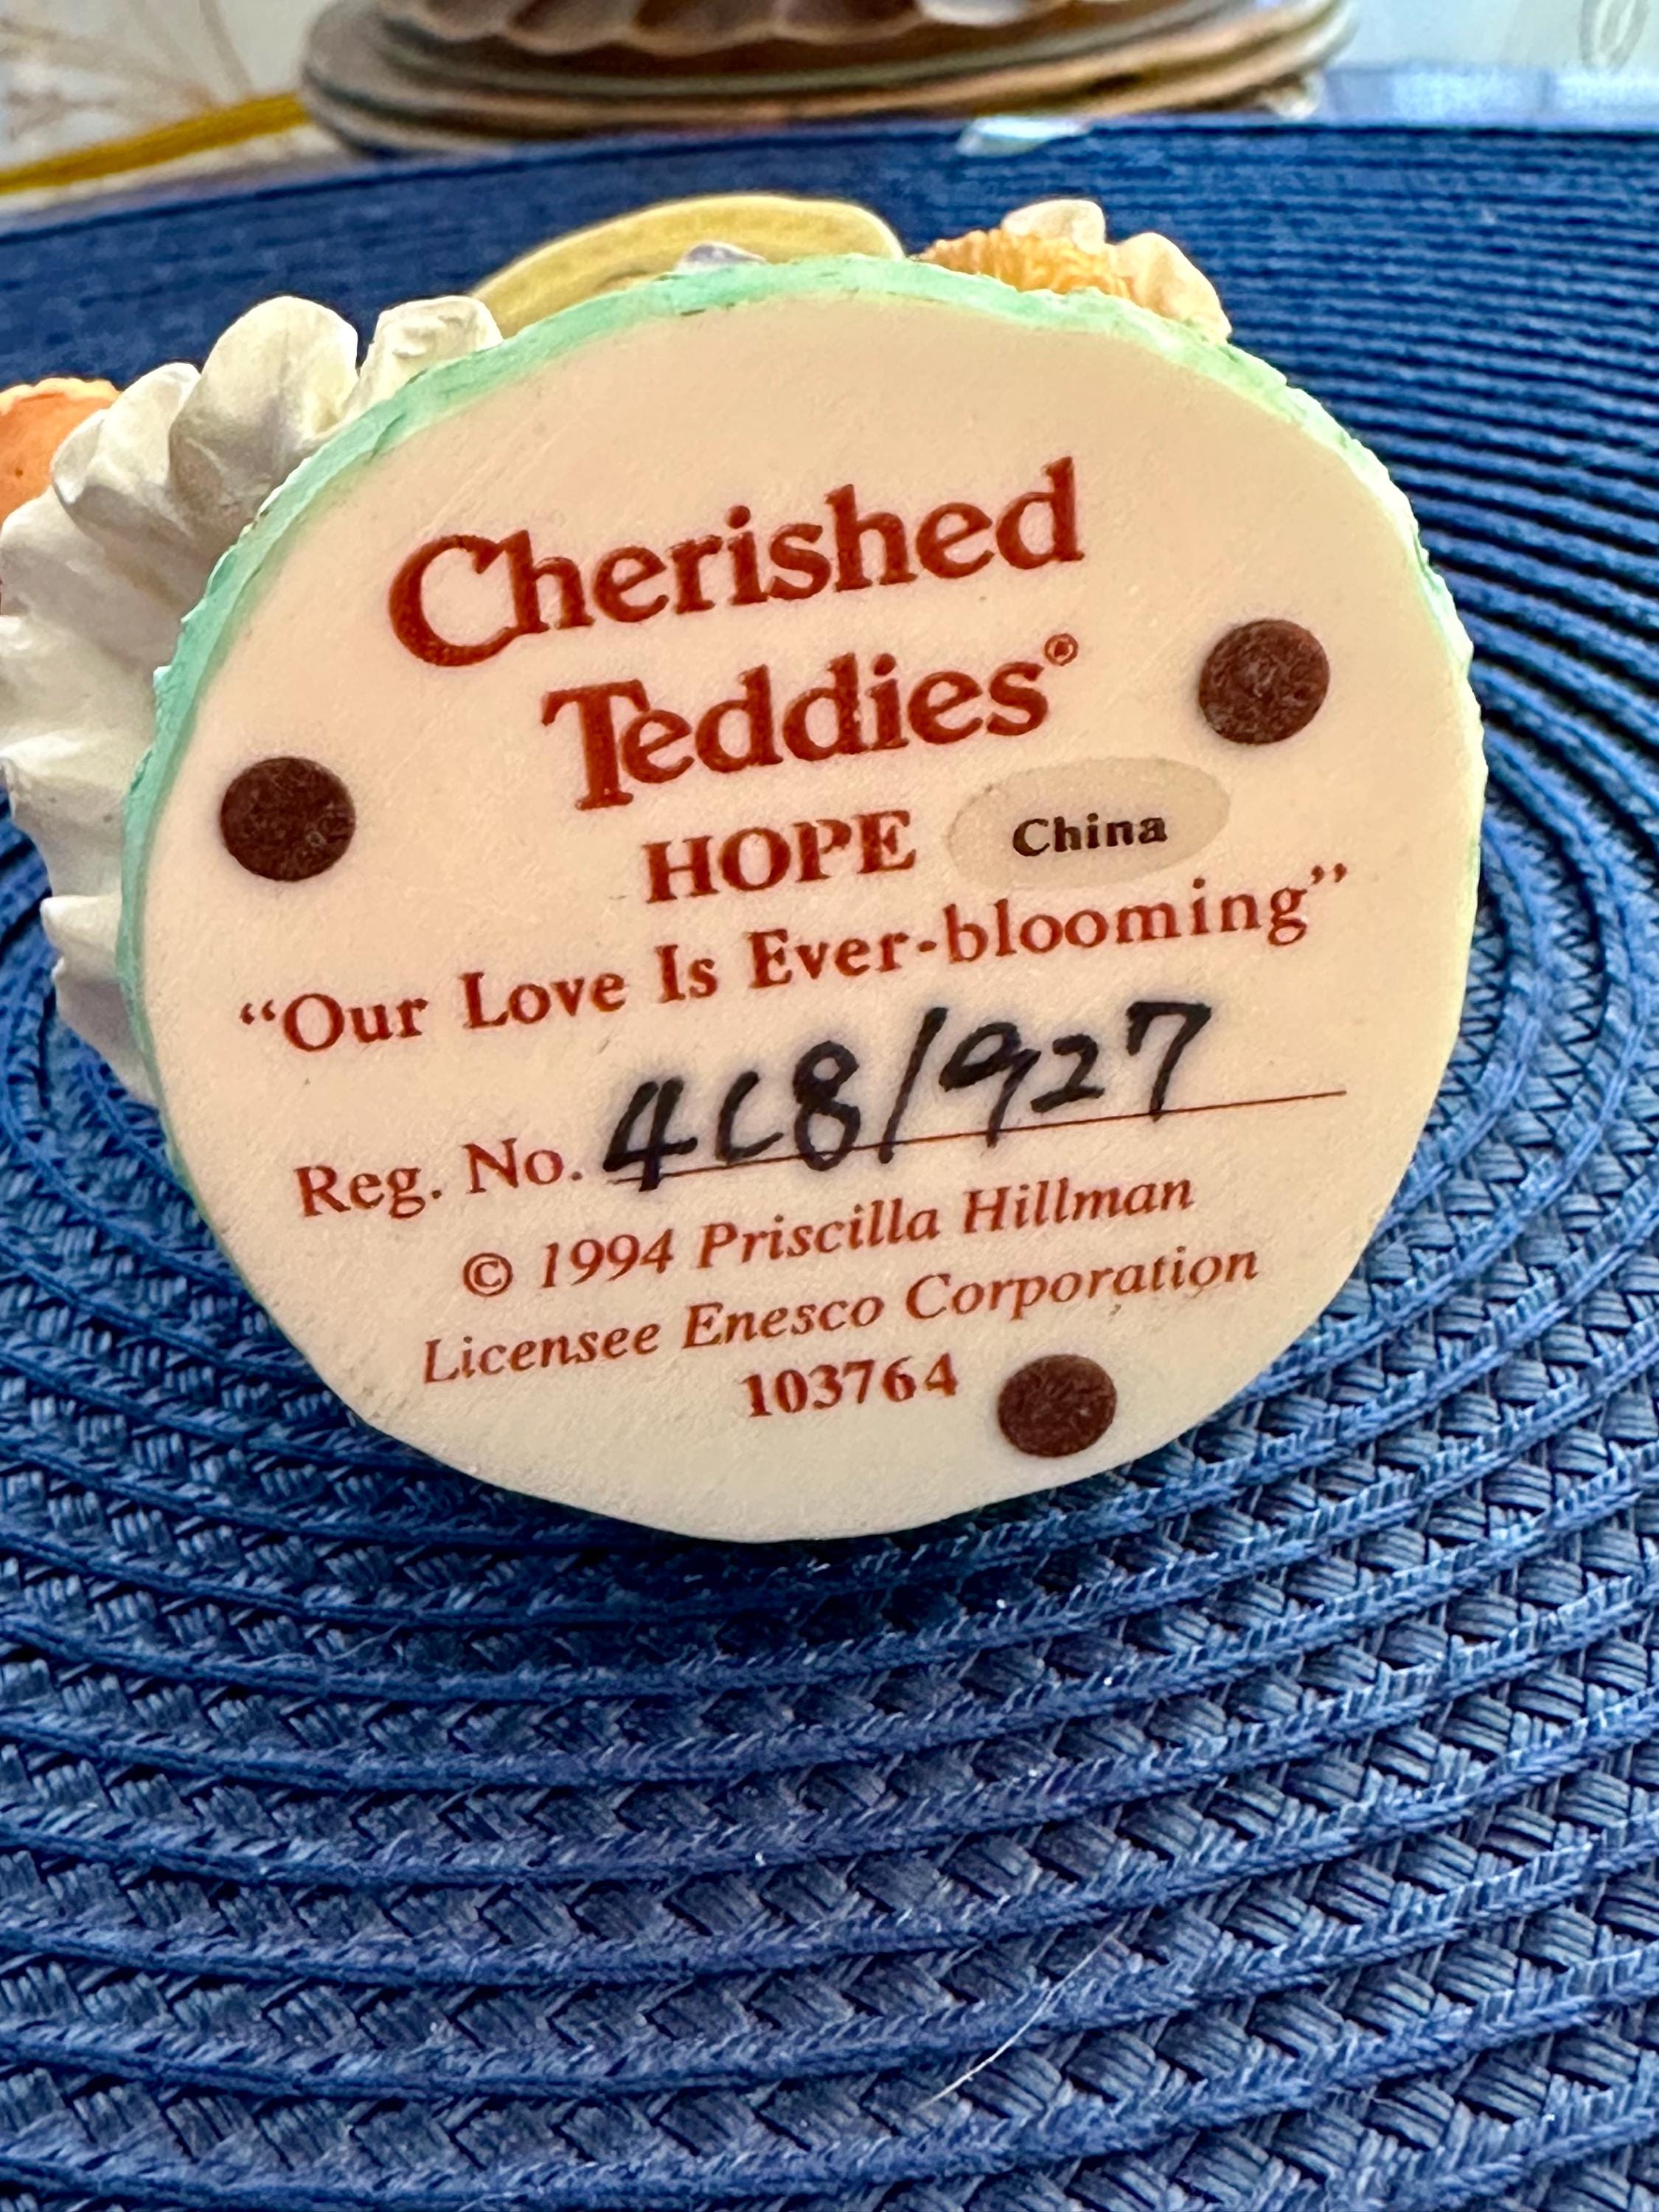 Cherished
Teddies®
HOPE China
“Our Love Is Ever-blooming”
Reg. No. 4C8/927
© 1994 Priscilla Hillman
Licensee Enesco Corporation
103764